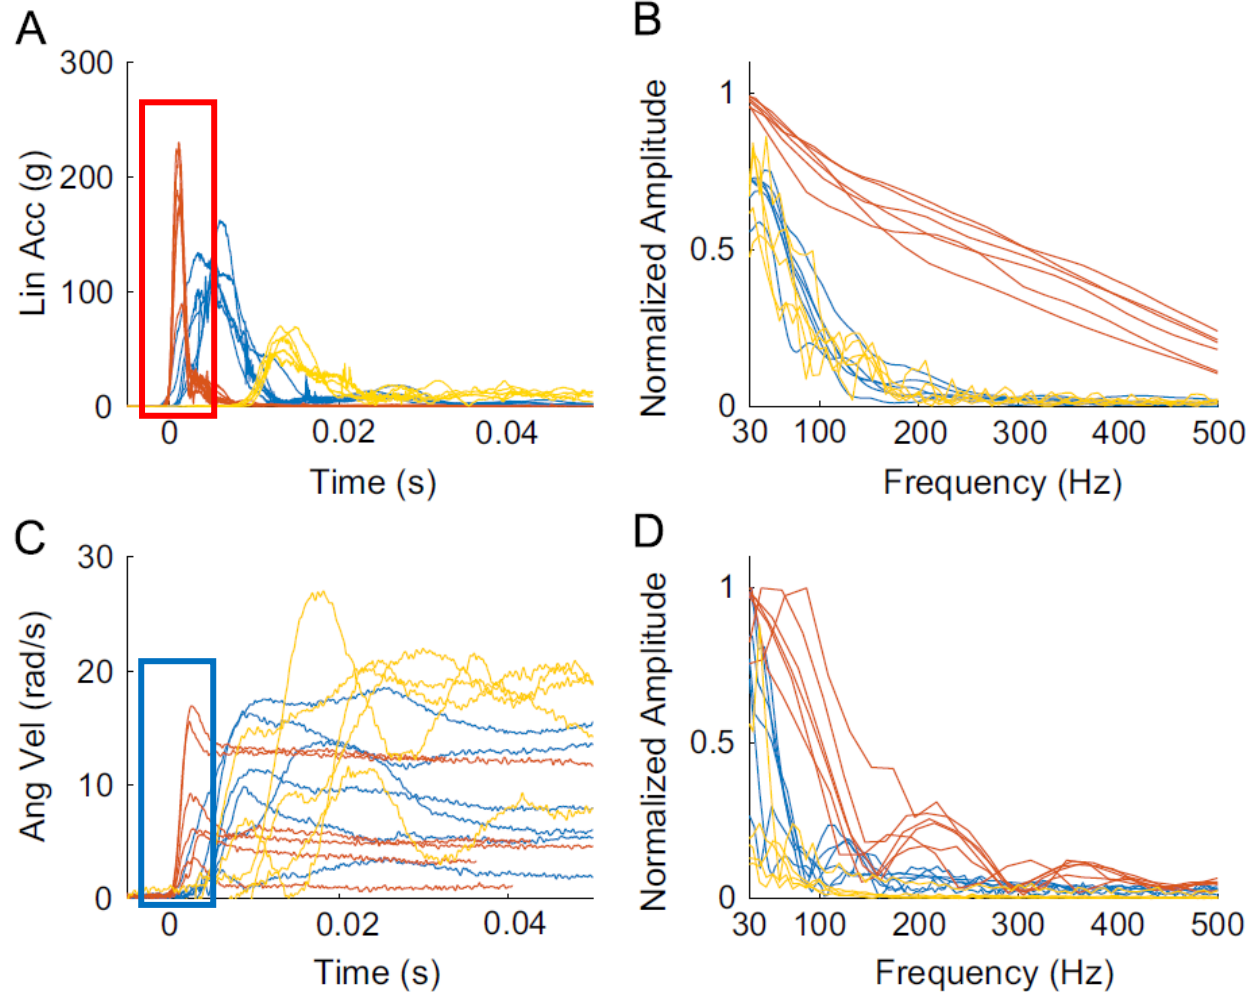 A
300
200
100
0
Lin Acc (g)
0 0.02 0.04
Time (s)
B
1
0.5
0
Normalized Amplitude
30 100 200 300 400 500
Frequency (Hz)
C
30
20
10
0
Ang Vel (rad/s)
0 0.02 0.04
Time (s)
D
1
0.5
0
Normalized Amplitude
30 100 200 300 400 500
Frequency (Hz)